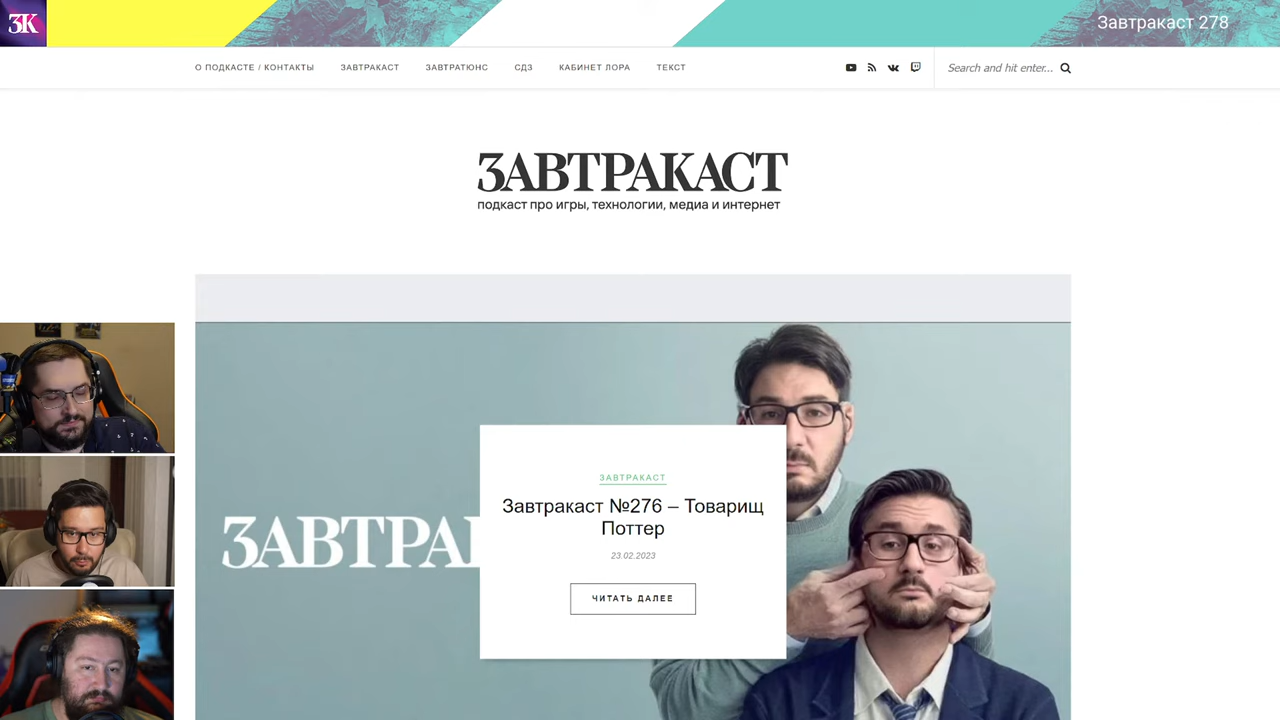 ЗК
Завтракаст 278
О ПОДКАСТЕ / КОНТАКТЫ
ЗАВТРАКАСТ
ЗАВТРАТЮНС
СДЗ
КАБИНЕТ ЛОРА
ТЕКСТ
Search and hit enter...
ЗАВТРАКАСТ
подкаст про игры, технологии, медиа и интернет
ЗАВТРА
ЗАВТРАКАСТ
Завтракаст №276 – Товарищ
Поттер
23.02.2023
ЧИТАТЬ ДАЛЕЕ